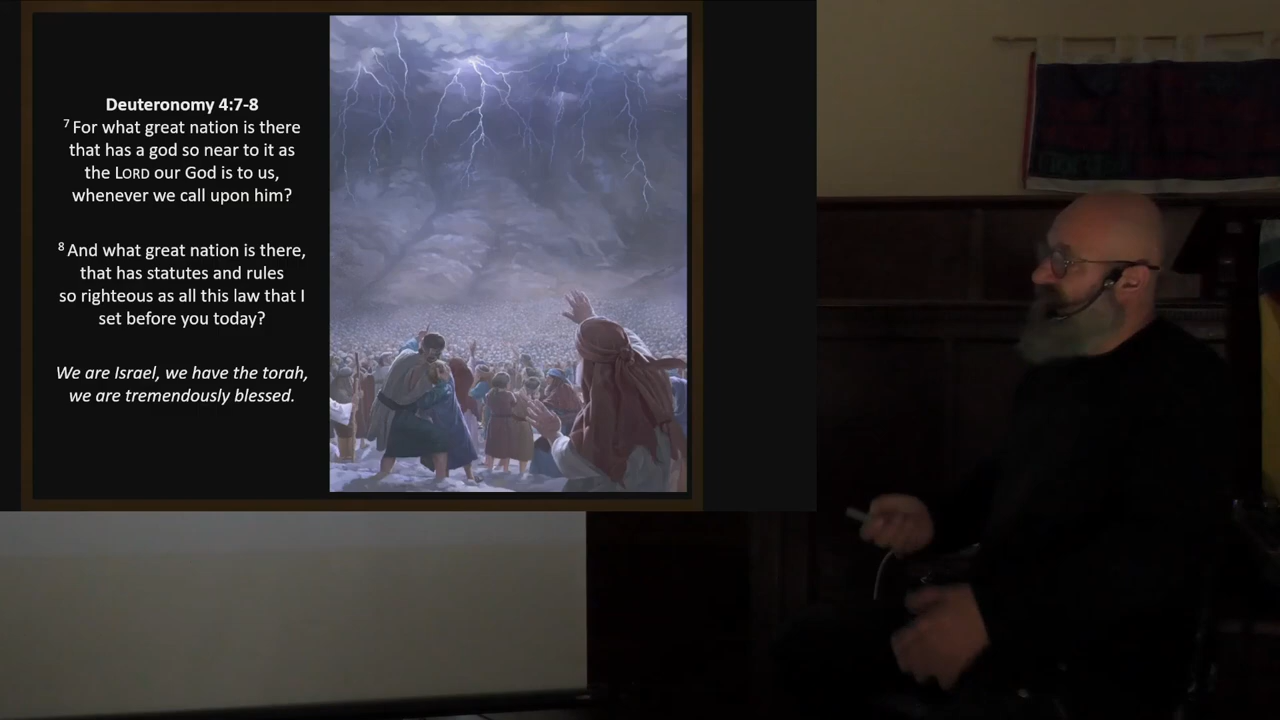 Deuteronomy 4:7-8
7 For what great nation is there
that has a god so near to it as
the LORD our God is to us,
whenever we call upon him?
8 And what great nation is there,
that has statutes and rules
so righteous as all this law that I
set before you today?
We are Israel, we have the torah,
we are tremendously blessed.